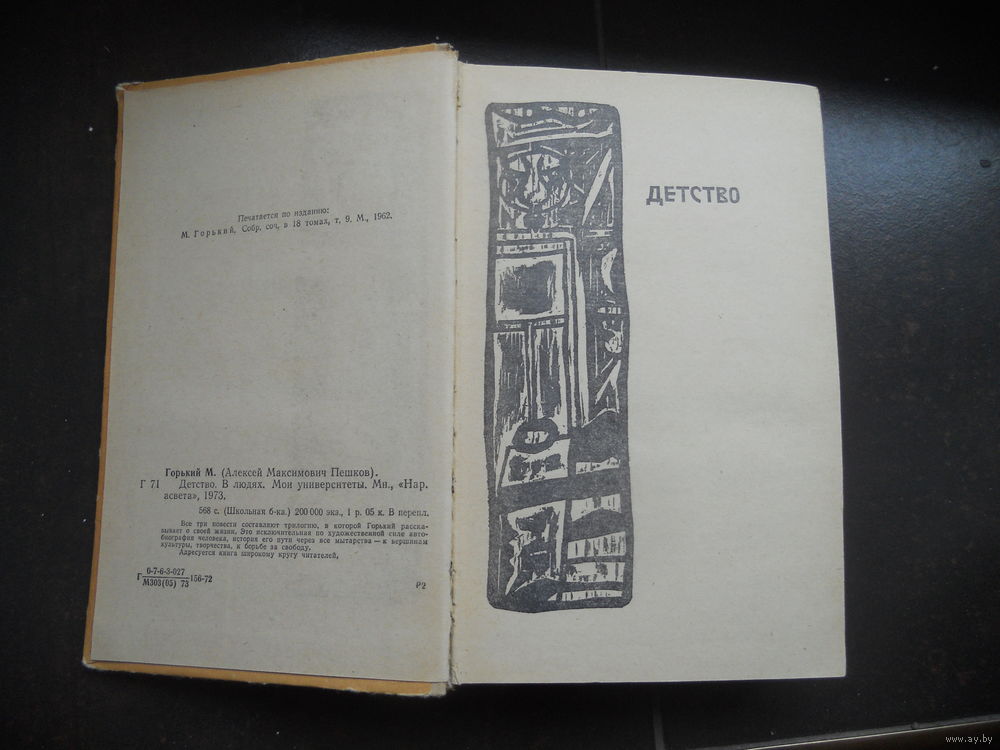 Печатается по изданию:
М. Горький, Собр. соч. в 18 томах, т. 9. М., 1962.
Горький М. (Алексей Максимович Пешков).
Г 71 Детство. В людях. Мои университеты. Мн., «Нар.
асвета», 1973.
568 с. (Школьная б-ка.) 200 000 экз., 1 р. 05 к. В перепл.
Все три повести составляют трилогию, в которой Горький расска-
зывает о своей жизни. Это исключительная по художественной силе авто-
биография человека, история его пути через все мытарства — к вершинам
культуры, творчества, к борьбе за свободу.
Адресуется книга широкому кругу читателей.
0-7-6-3-027
Г 156-72
М303(05) 73
Р2
ДЕТСТВО
www.ay.by